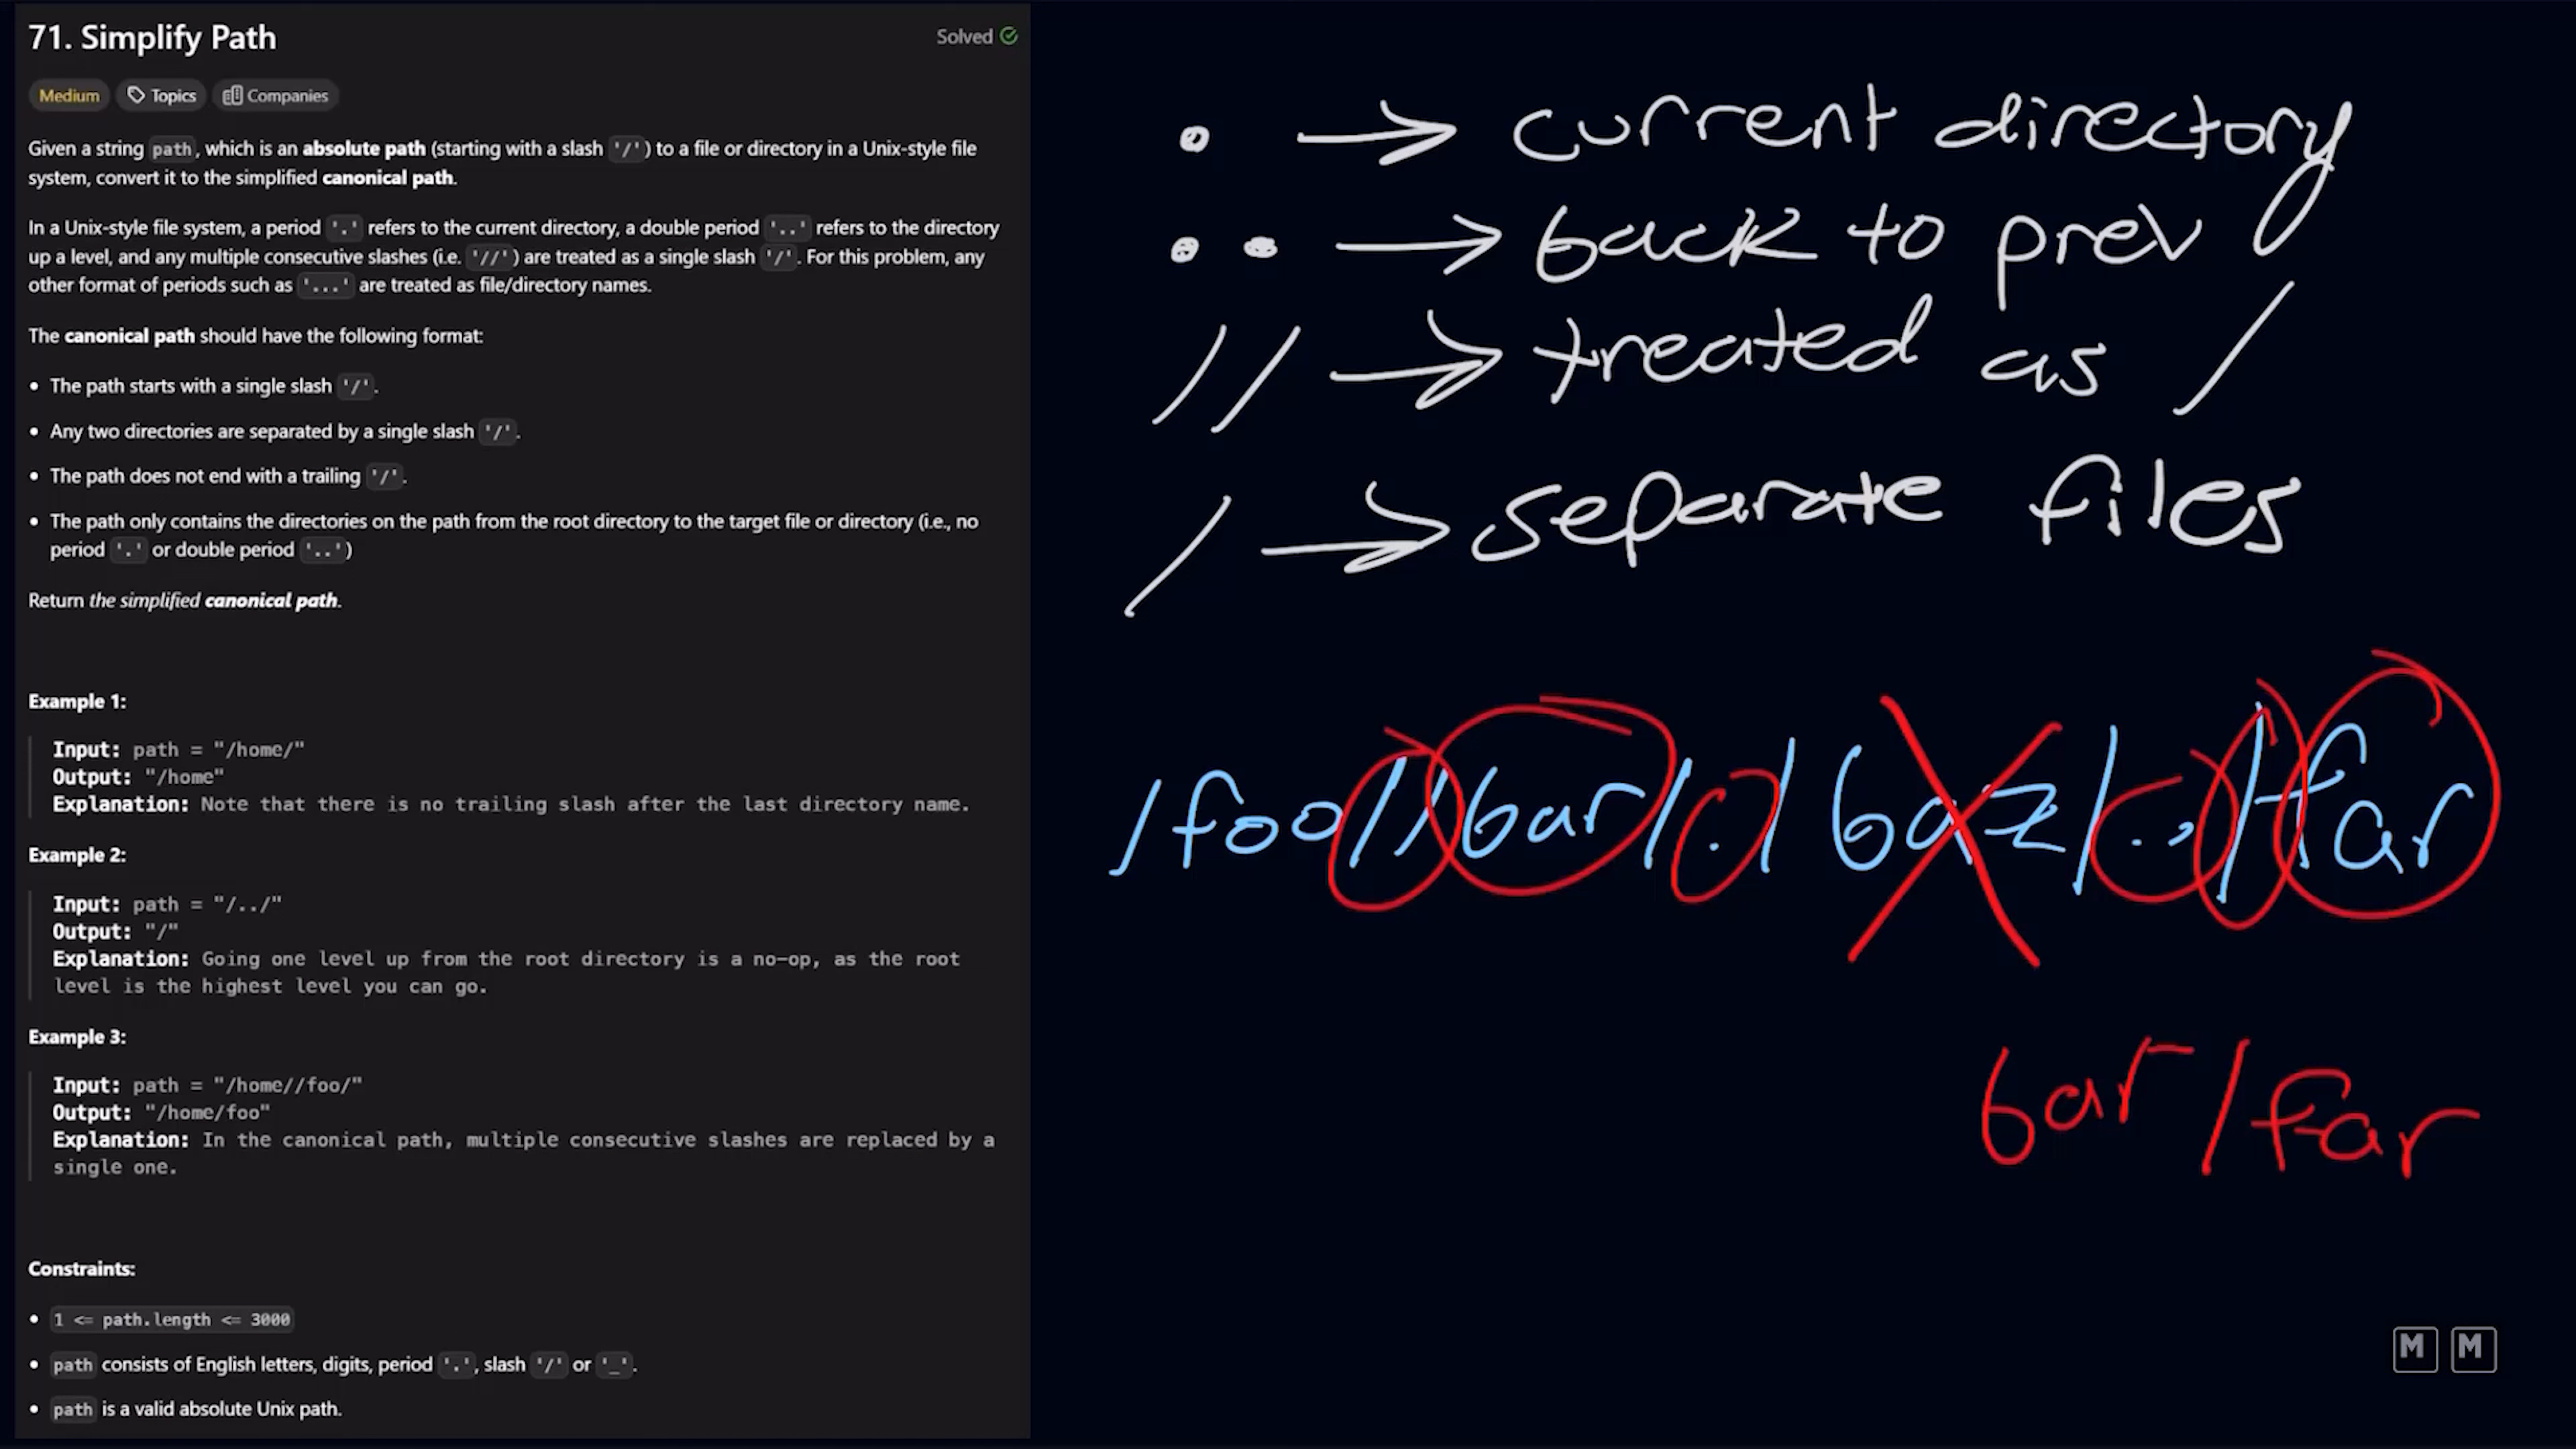 71. Simplify Path
Solved
Medium Topics Companies
Given a string path, which is an absolute path (starting with a slash '/') to a file or directory in a Unix-style file
system, convert it to the simplified canonical path.
In a Unix-style file system, a period '.' refers to the current directory, a double period '..' refers to the directory
up a level, and any multiple consecutive slashes (i.e. '//') are treated as a single slash '/'. For this problem, any
other format of periods such as '...' are treated as file/directory names.
The canonical path should have the following format:
• The path starts with a single slash '/'.
• Any two directories are separated by a single slash '/'.
• The path does not end with a trailing '/'.
• The path only contains the directories on the path from the root directory to the target file or directory (i.e., no
period '.' or double period '..')
Return the simplified canonical path.
Example 1:
Input: path = "/home/"
Output: "/home"
Explanation: Note that there is no trailing slash after the last directory name.
Example 2:
Input: path = "/../"
Output: "/"
Explanation: Going one level up from the root directory is a no-op, as the root
level is the highest level you can go.
Example 3:
Input: path = "/home//foo/"
Output: "/home/foo"
Explanation: In the canonical path, multiple consecutive slashes are replaced by a
single one.
Constraints:
• 1 <= path.length <= 3000
• path consists of English letters, digits, period '.', slash '/' or '_'.
• path is a valid absolute Unix path.
. → current directory
.. → back to prev
// → treated as /
/ → separate files
/foo//bar/./baz/../far
bar/far
M M